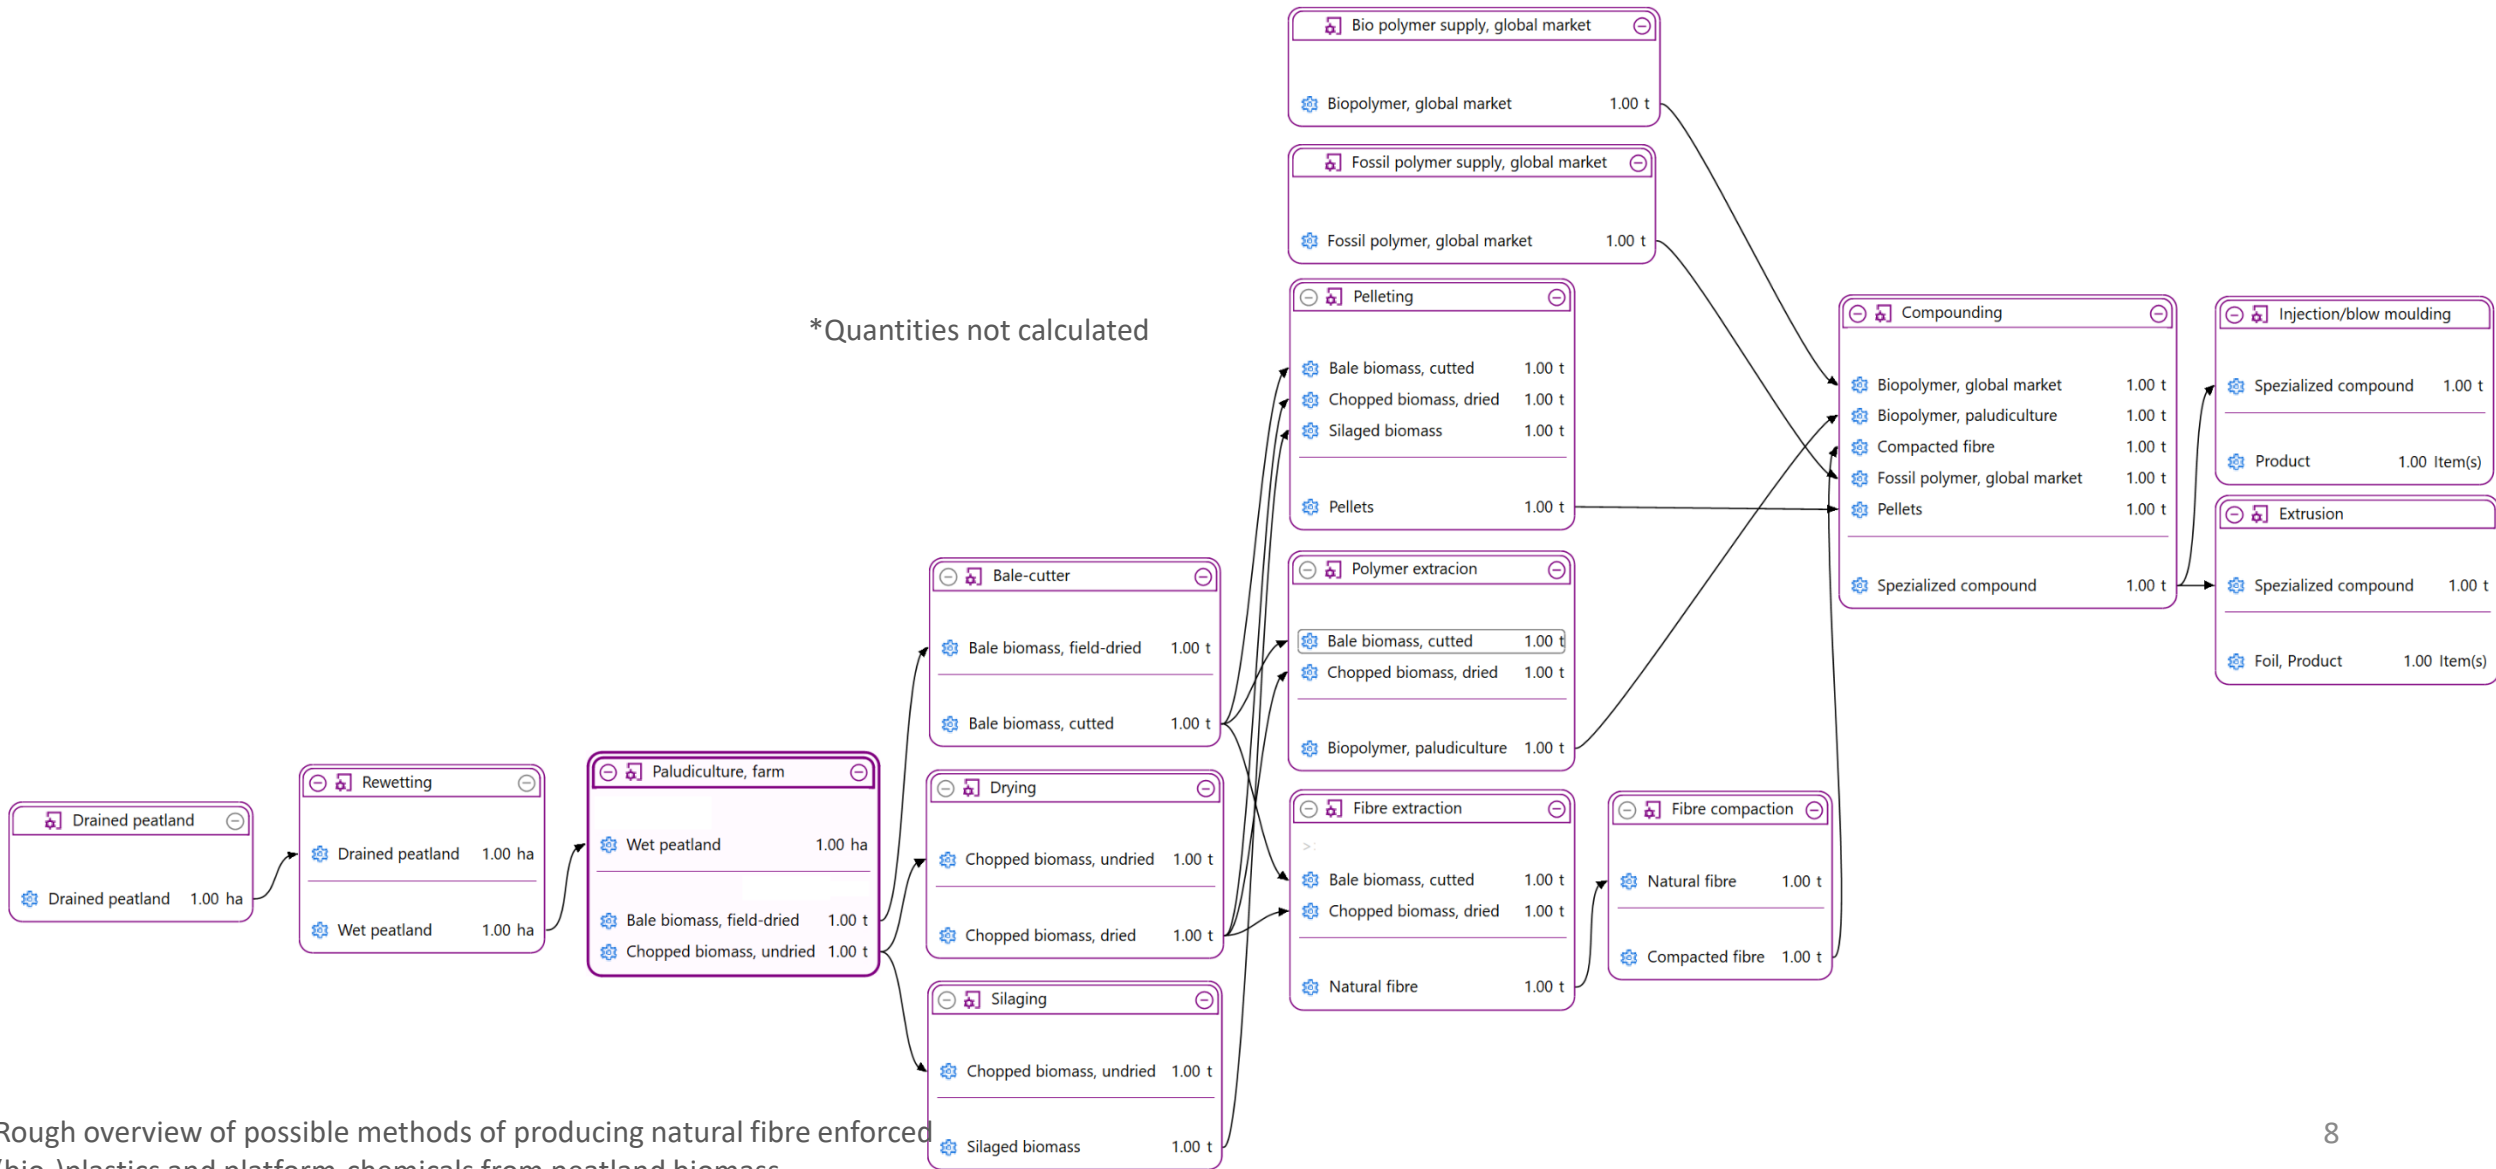 Bio polymer supply, global market
Biopolymer, global market 1.00 t
Fossil polymer supply, global market
Fossil polymer, global market 1.00 t
*Quantities not calculated
Pelleting
Bale biomass, cutted 1.00 t
Chopped biomass, dried 1.00 t
Silaged biomass 1.00 t
Pellets 1.00 t
Compounding
Biopolymer, global market 1.00 t
Biopolymer, paludiculture 1.00 t
Compacted fibre 1.00 t
Fossil polymer, global market 1.00 t
Pellets 1.00 t
Spezialized compound 1.00 t
Injection/blow moulding
Spezialized compound 1.00 t
Product 1.00 Item(s)
Extrusion
Spezialized compound 1.00 t
Foil, Product 1.00 Item(s)
Bale-cutter
Bale biomass, field-dried 1.00 t
Bale biomass, cutted 1.00 t
Polymer extracion
Bale biomass, cutted 1.00 t
Chopped biomass, dried 1.00 t
Biopolymer, paludiculture 1.00 t
Drained peatland
Drained peatland 1.00 ha
Rewetting
Drained peatland 1.00 ha
Wet peatland 1.00 ha
Paludiculture, farm
Wet peatland 1.00 ha
Bale biomass, field-dried 1.00 t
Chopped biomass, undried 1.00 t
Drying
Chopped biomass, undried 1.00 t
Chopped biomass, dried 1.00 t
Fibre extraction
Bale biomass, cutted 1.00 t
Chopped biomass, dried 1.00 t
Natural fibre 1.00 t
Fibre compaction
Natural fibre 1.00 t
Compacted fibre 1.00 t
Silaging
Chopped biomass, undried 1.00 t
Silaged biomass 1.00 t
Rough overview of possible methods of producing natural fibre enforced
(bio-)plastics and platform-chemicals from peatland biomass
8